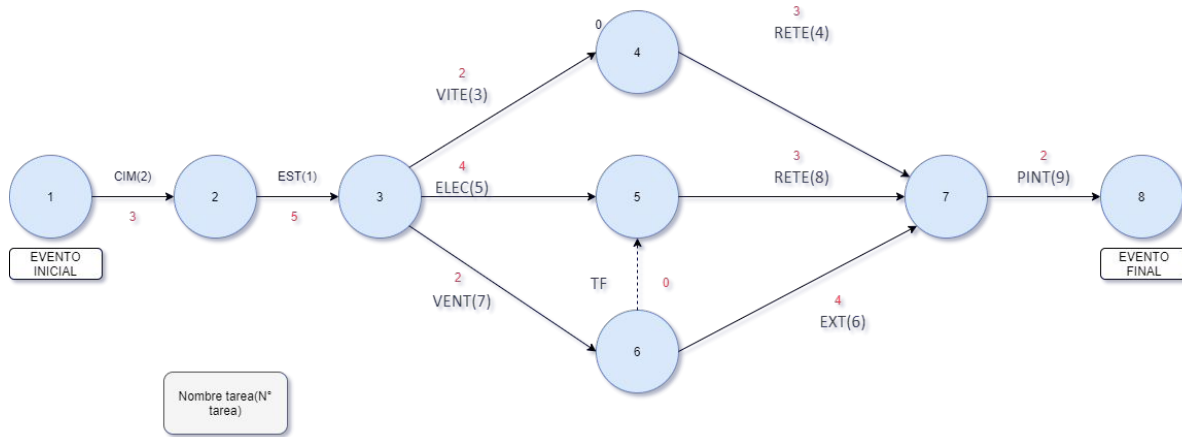 3
0
RETE(4)
4
2
VITE(3)
4
3
CIM(2)
EST(1)
ELEC(5)
RETE(8)
2
PINT(9)
1
2
3
5
7
8
3
5
EVENTO
INICIAL
EVENTO
FINAL
2
VENT(7)
TF
0
4
EXT(6)
6
Nombre tarea(N°
tarea)